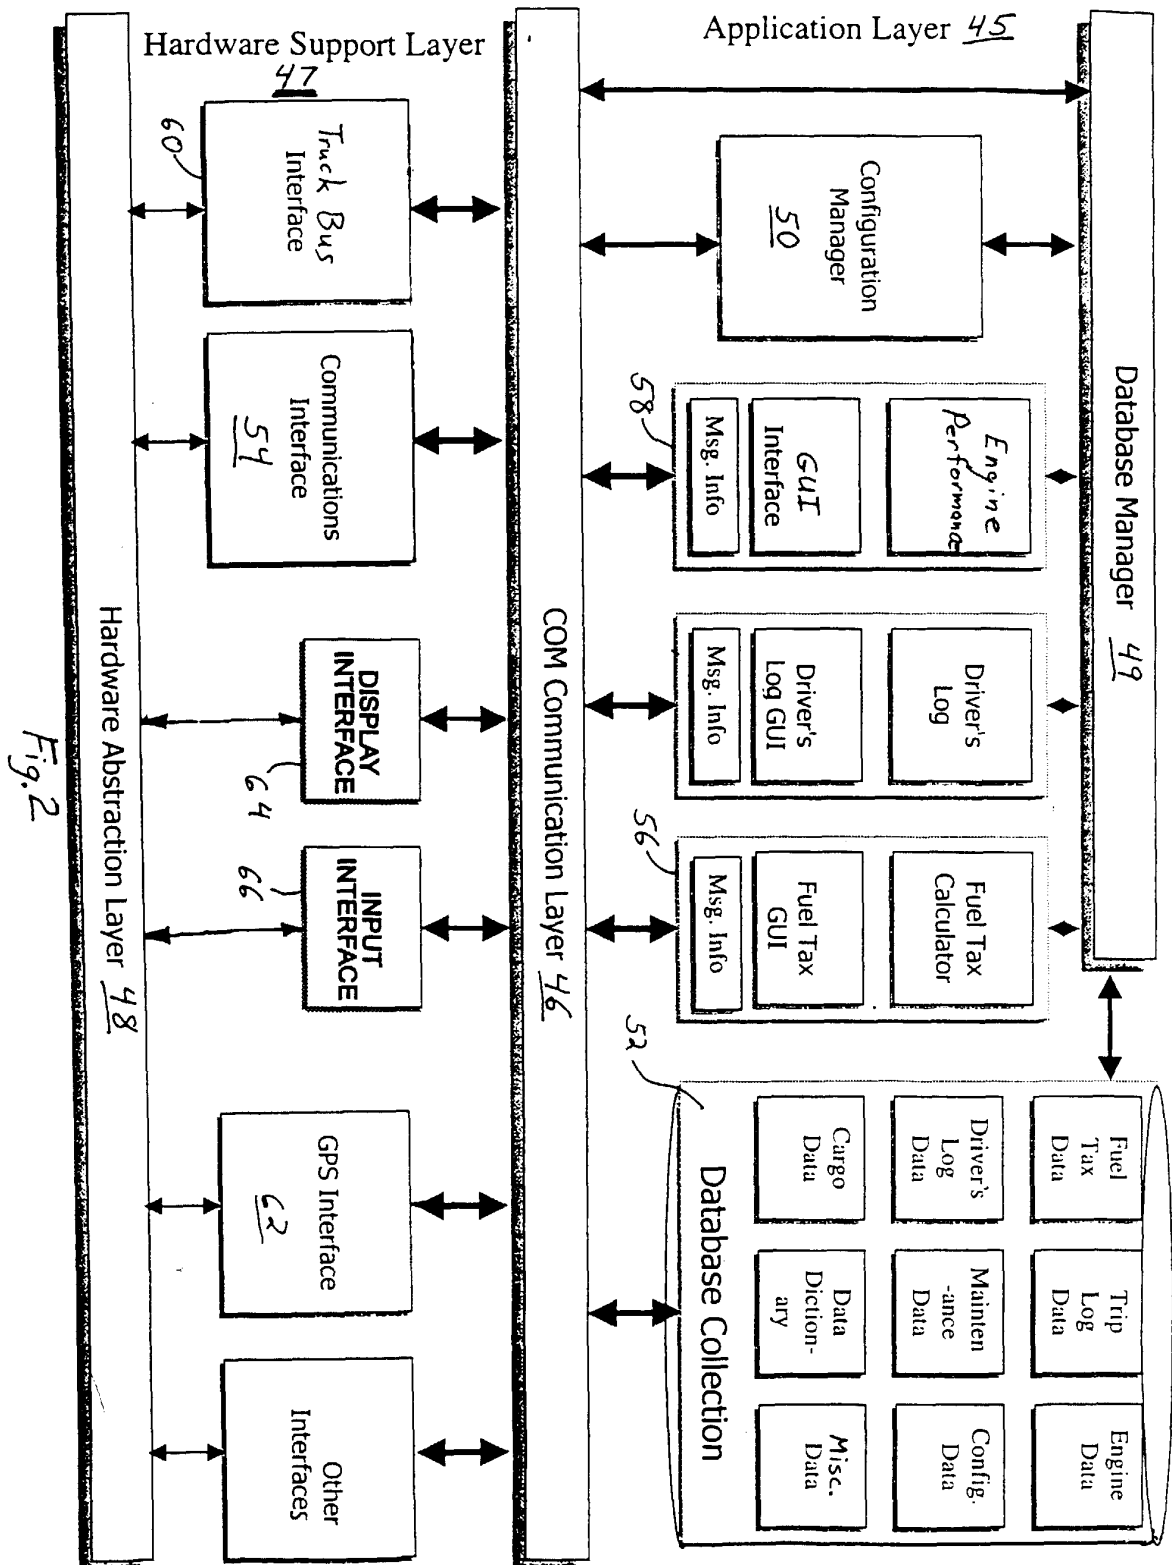 Application Layer 45
Hardware Support Layer
47
Database Manager 49
Configuration
Manager
50
Engine
Performance
GUI
Interface
Msg. Info
58
Driver's
Log
Driver's
Log GUI
Msg. Info
Fuel Tax
Calculator
Fuel Tax
GUI
Msg. Info
56
52
Fuel
Tax
Data
Trip
Log
Data
Engine
Data
Driver's
Log
Data
Mainten
-ance
Data
Config.
Data
Cargo
Data
Data
Diction-
ary
Misc.
Data
Database Collection
COM Communication Layer 46
Truck Bus
Interface
60
Communications
Interface
54
DISPLAY
INTERFACE
64
INPUT
INTERFACE
66
GPS Interface
62
Other
Interfaces
Hardware Abstraction Layer 48
Fig.2